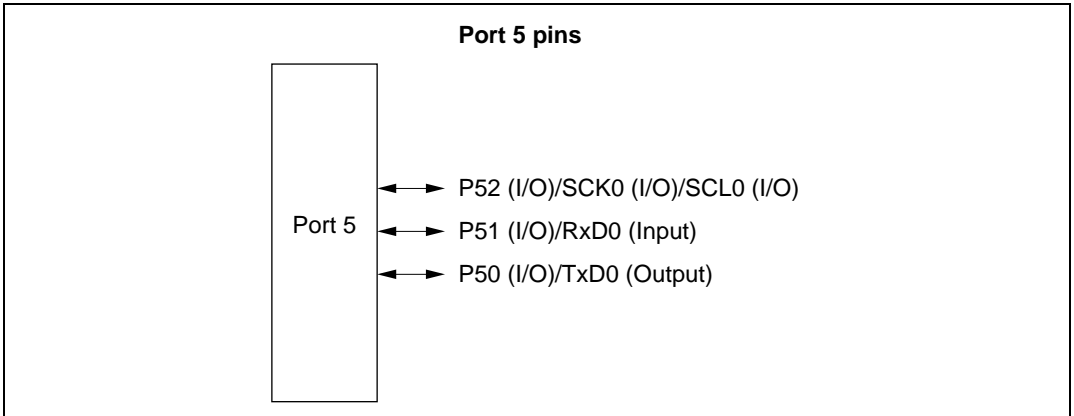 Port 5 pins
P52 (I/O)/SCK0 (I/O)/SCL0 (I/O)
Port 5
P51 (I/O)/RxD0 (Input)
P50 (I/O)/TxD0 (Output)